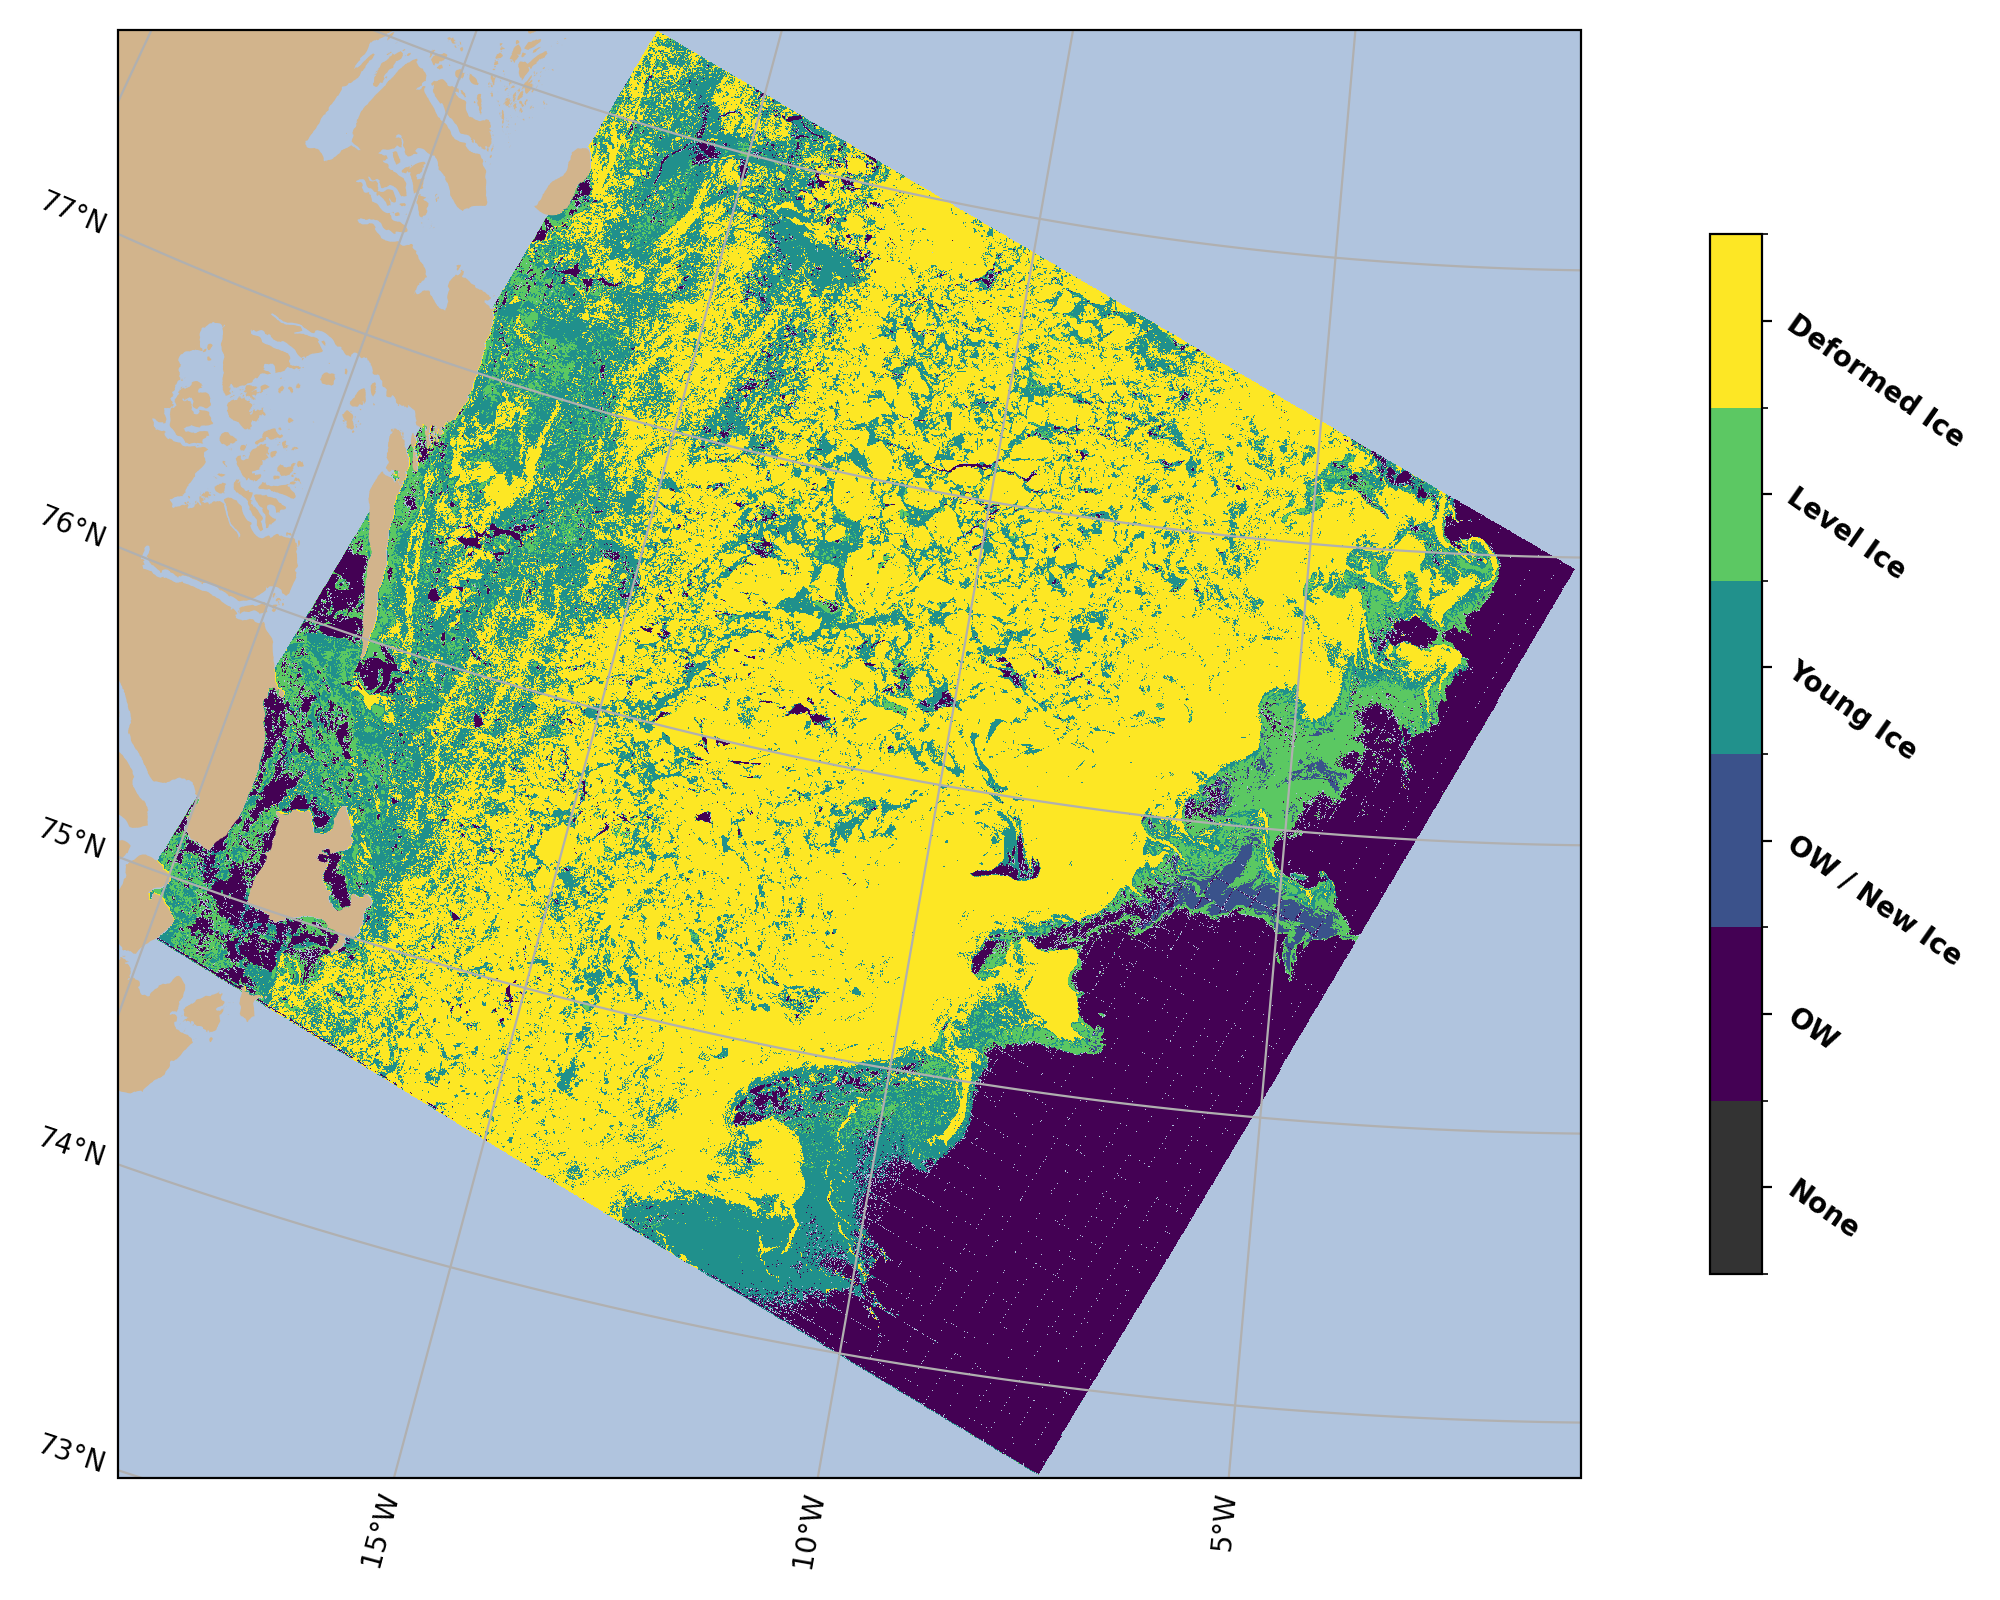 77°N
76°N
75°N
74°N
73°N
15°W
10°W
5°W
Deformed Ice
Level Ice
Young Ice
OW / New Ice
OW
None